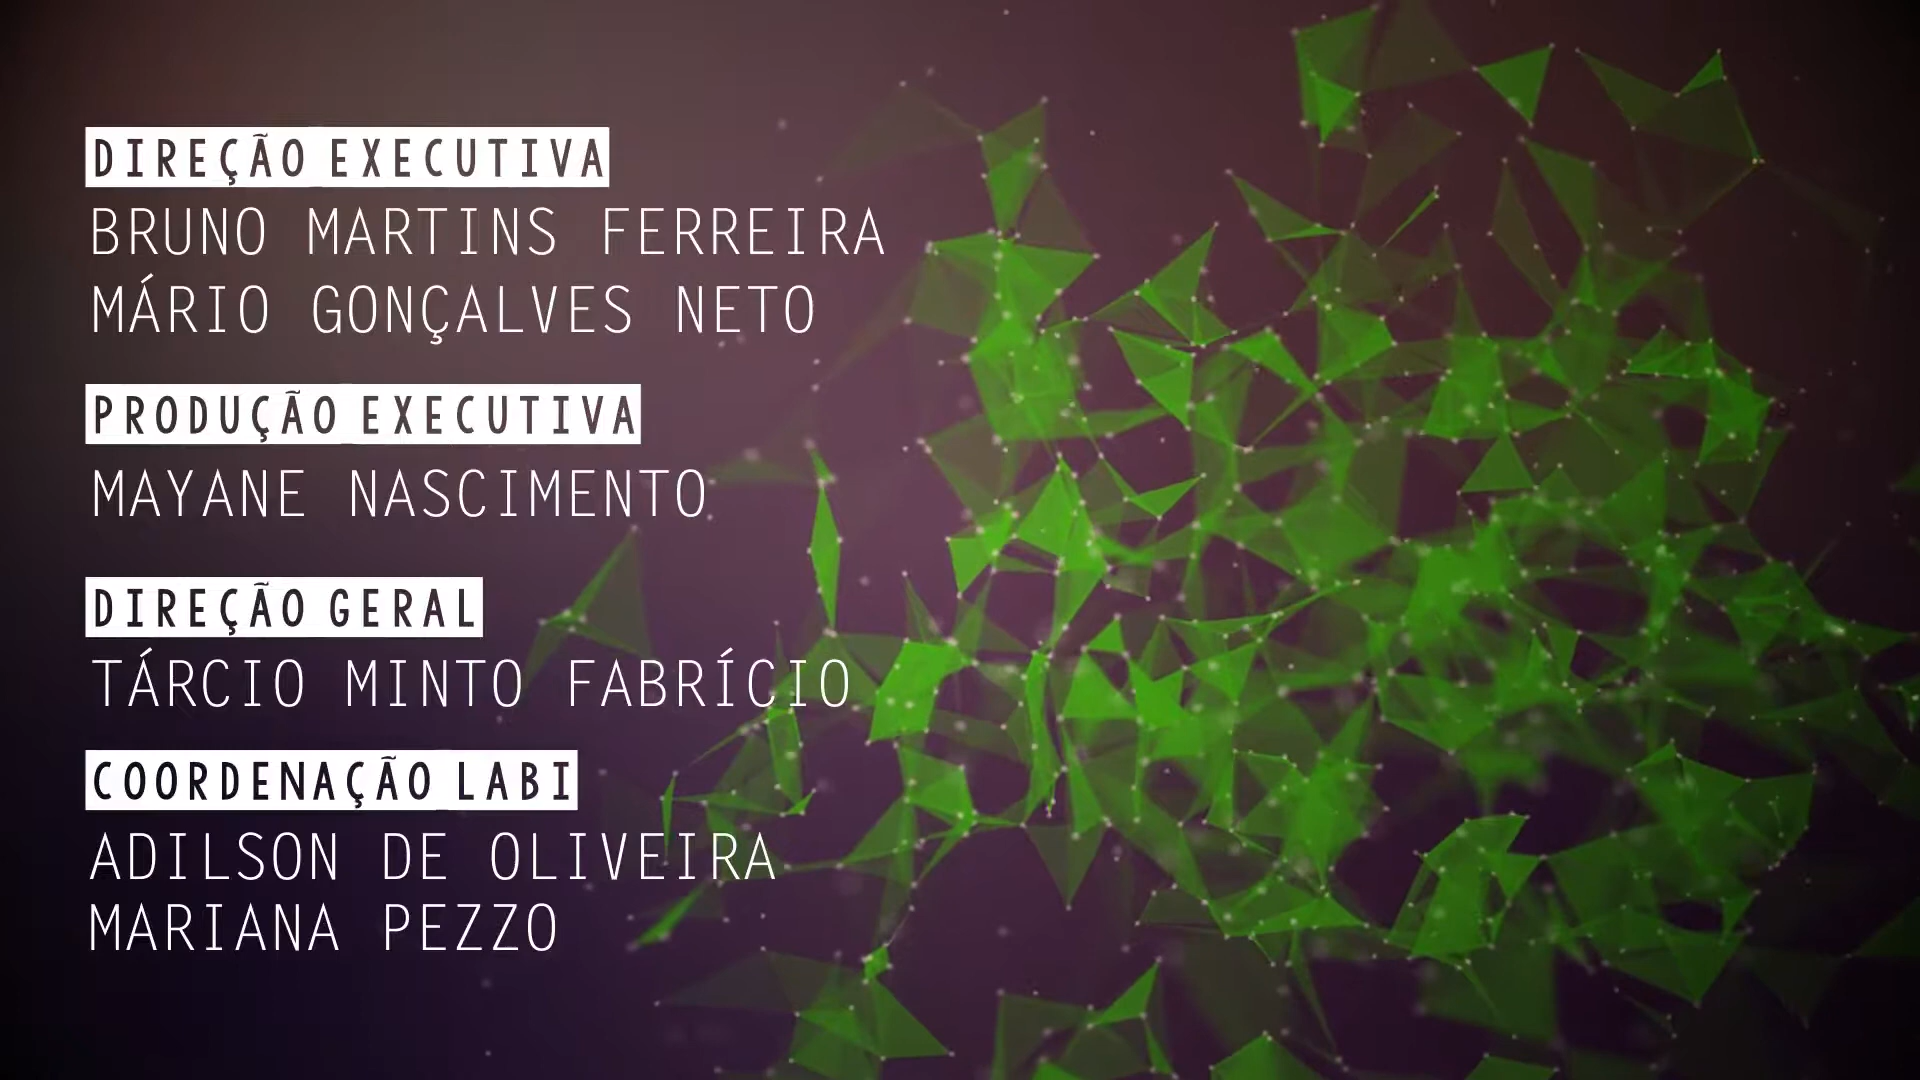 DIREÇÃO EXECUTIVA
BRUNO MARTINS FERREIRA
MÁRIO GONÇALVES NETO
PRODUÇÃO EXECUTIVA
MAYANE NASCIMENTO
DIREÇÃO GERAL
TÁRCIO MINTO FABRÍCIO
COORDENAÇÃO LABI
ADILSON DE OLIVEIRA
MARIANA PEZZO